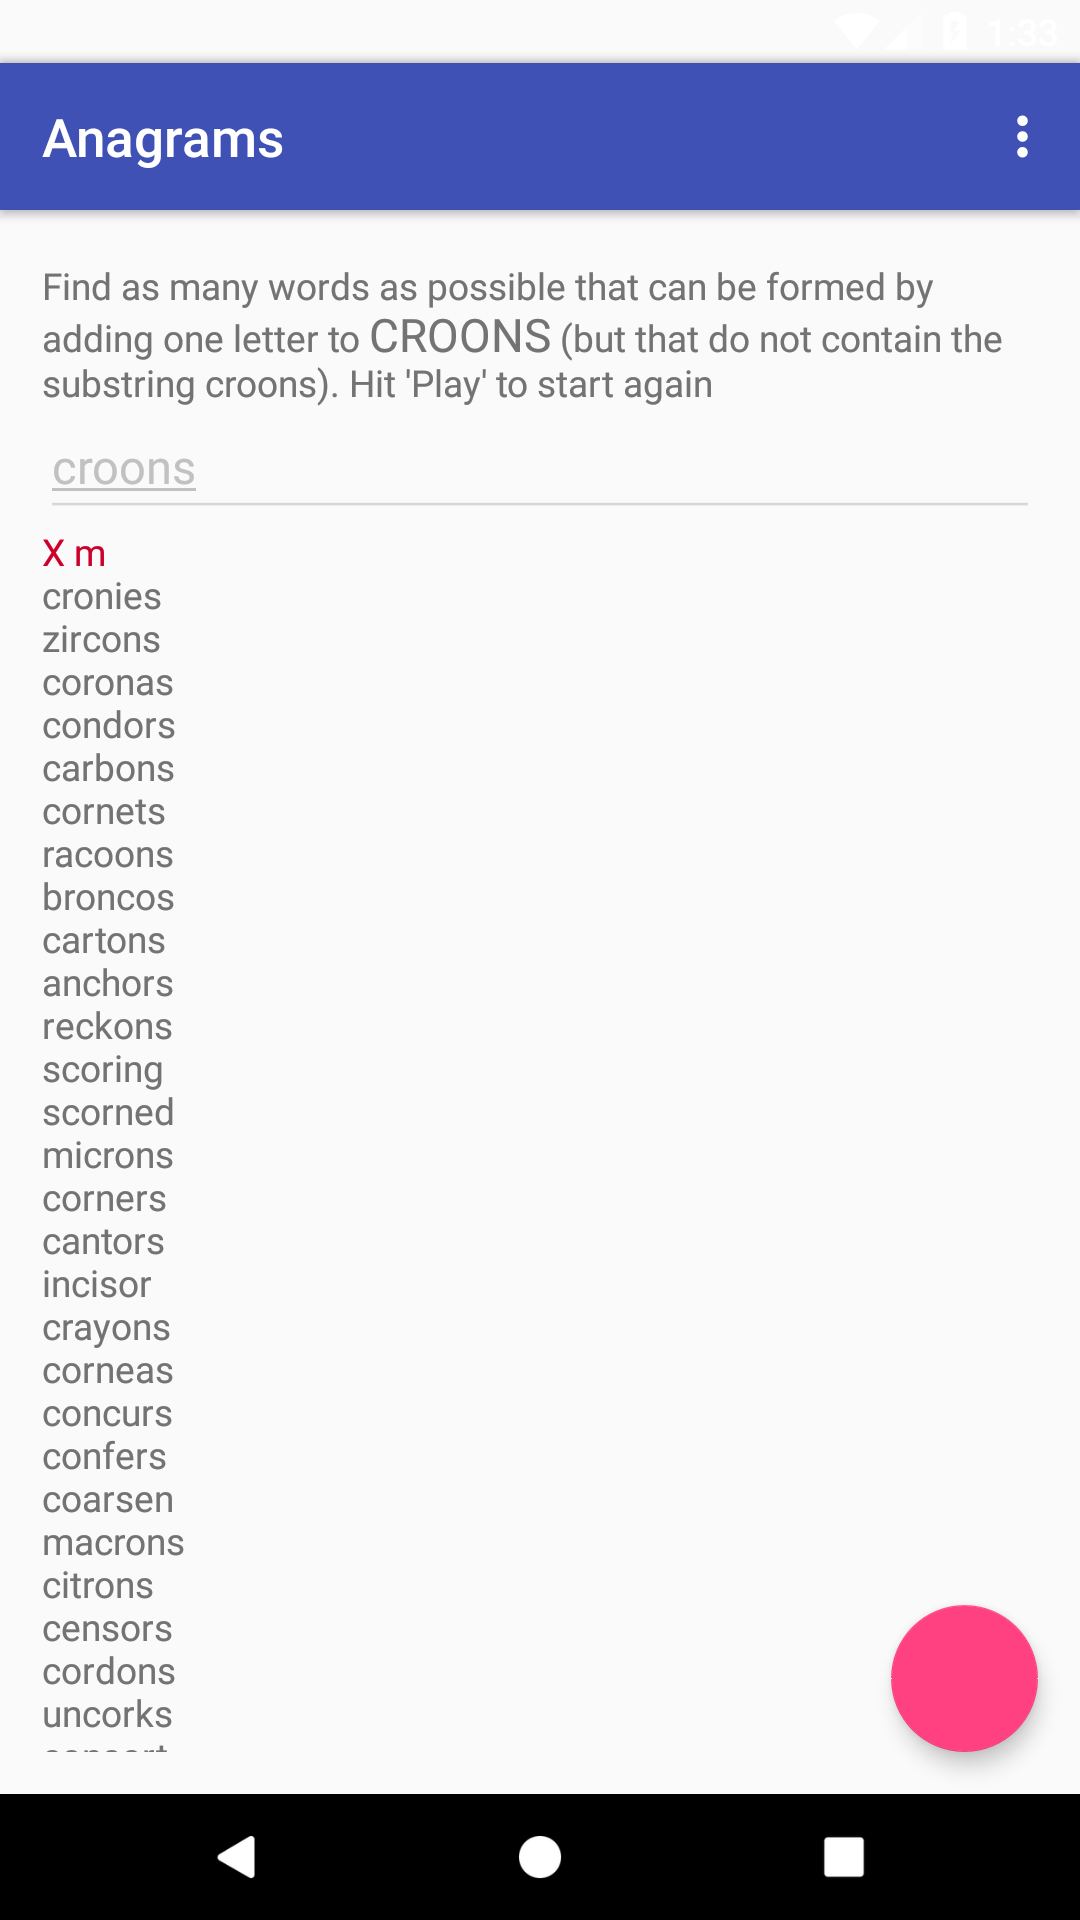 1:33
Anagrams
Find as many words as possible that can be formed by
adding one letter to CROONS (but that do not contain the
substring croons). Hit 'Play' to start again
croons
X m
cronies
zircons
coronas
condors
carbons
cornets
racoons
broncos
cartons
anchors
reckons
scoring
scorned
microns
corners
cantors
incisor
crayons
corneas
concurs
confers
coarsen
macrons
citrons
censors
cordons
uncorks